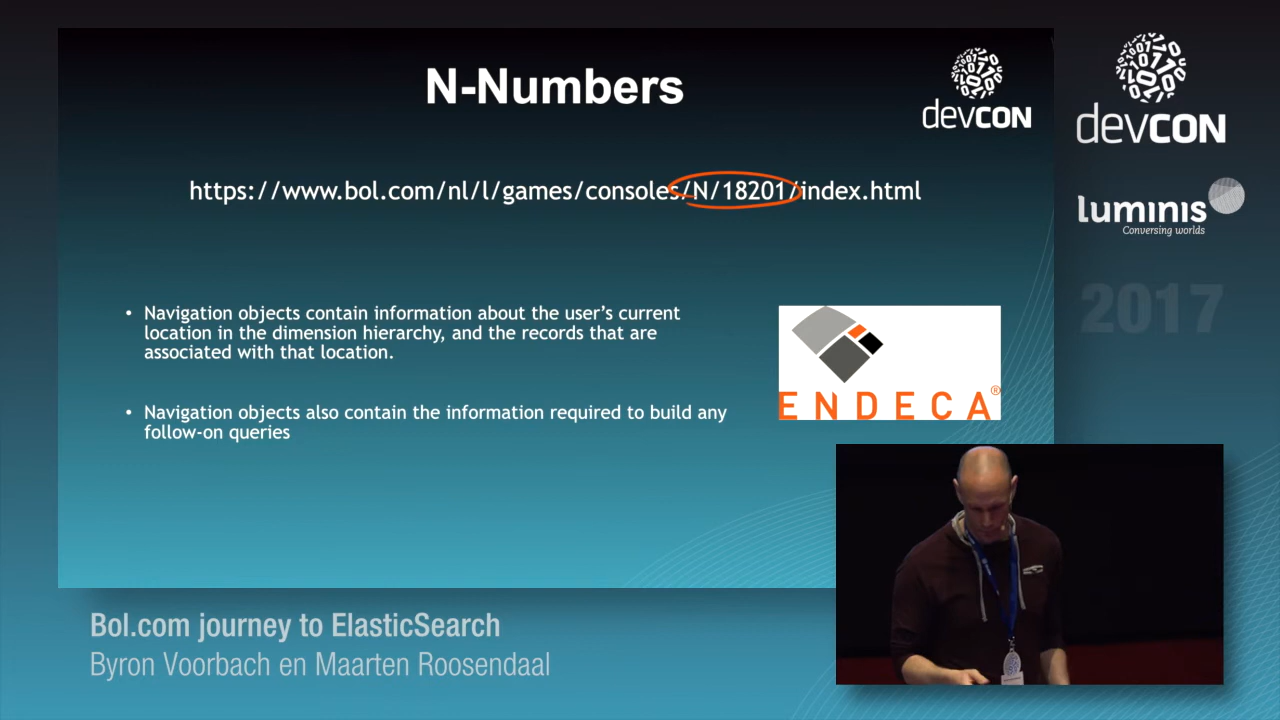 N-Numbers
devCON
https://www.bol.com/nl/l/games/consoles/N/18201/index.html
• Navigation objects contain information about the user's current
location in the dimension hierarchy, and the records that are
associated with that location.
• Navigation objects also contain the information required to build any
follow-on queries
ENDECA®
devCON
luminis
Conversing worlds
2017
Bol.com journey to ElasticSearch
Byron Voorbach en Maarten Roosendaal